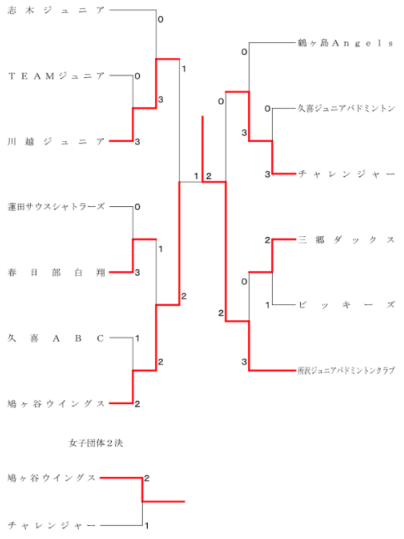 志木ジュニア
0
TEAMジュニア
0
1
3
川越ジュニア
3
蓮田サウスシャトラーズ
0
1
春日部白翔
3
2
久喜ABC
1
2
鳩ヶ谷ウイングス
2
1 2
鶴ヶ島Angels
0
久喜ジュニアバドミントン
0
0
3
チャレンジャー
3
三郷ダックス
2
0
ビッキーズ
1
2
所沢ジュニアバドミントンクラブ
3
女子団体2決
鳩ヶ谷ウイングス
2
チャレンジャー
1